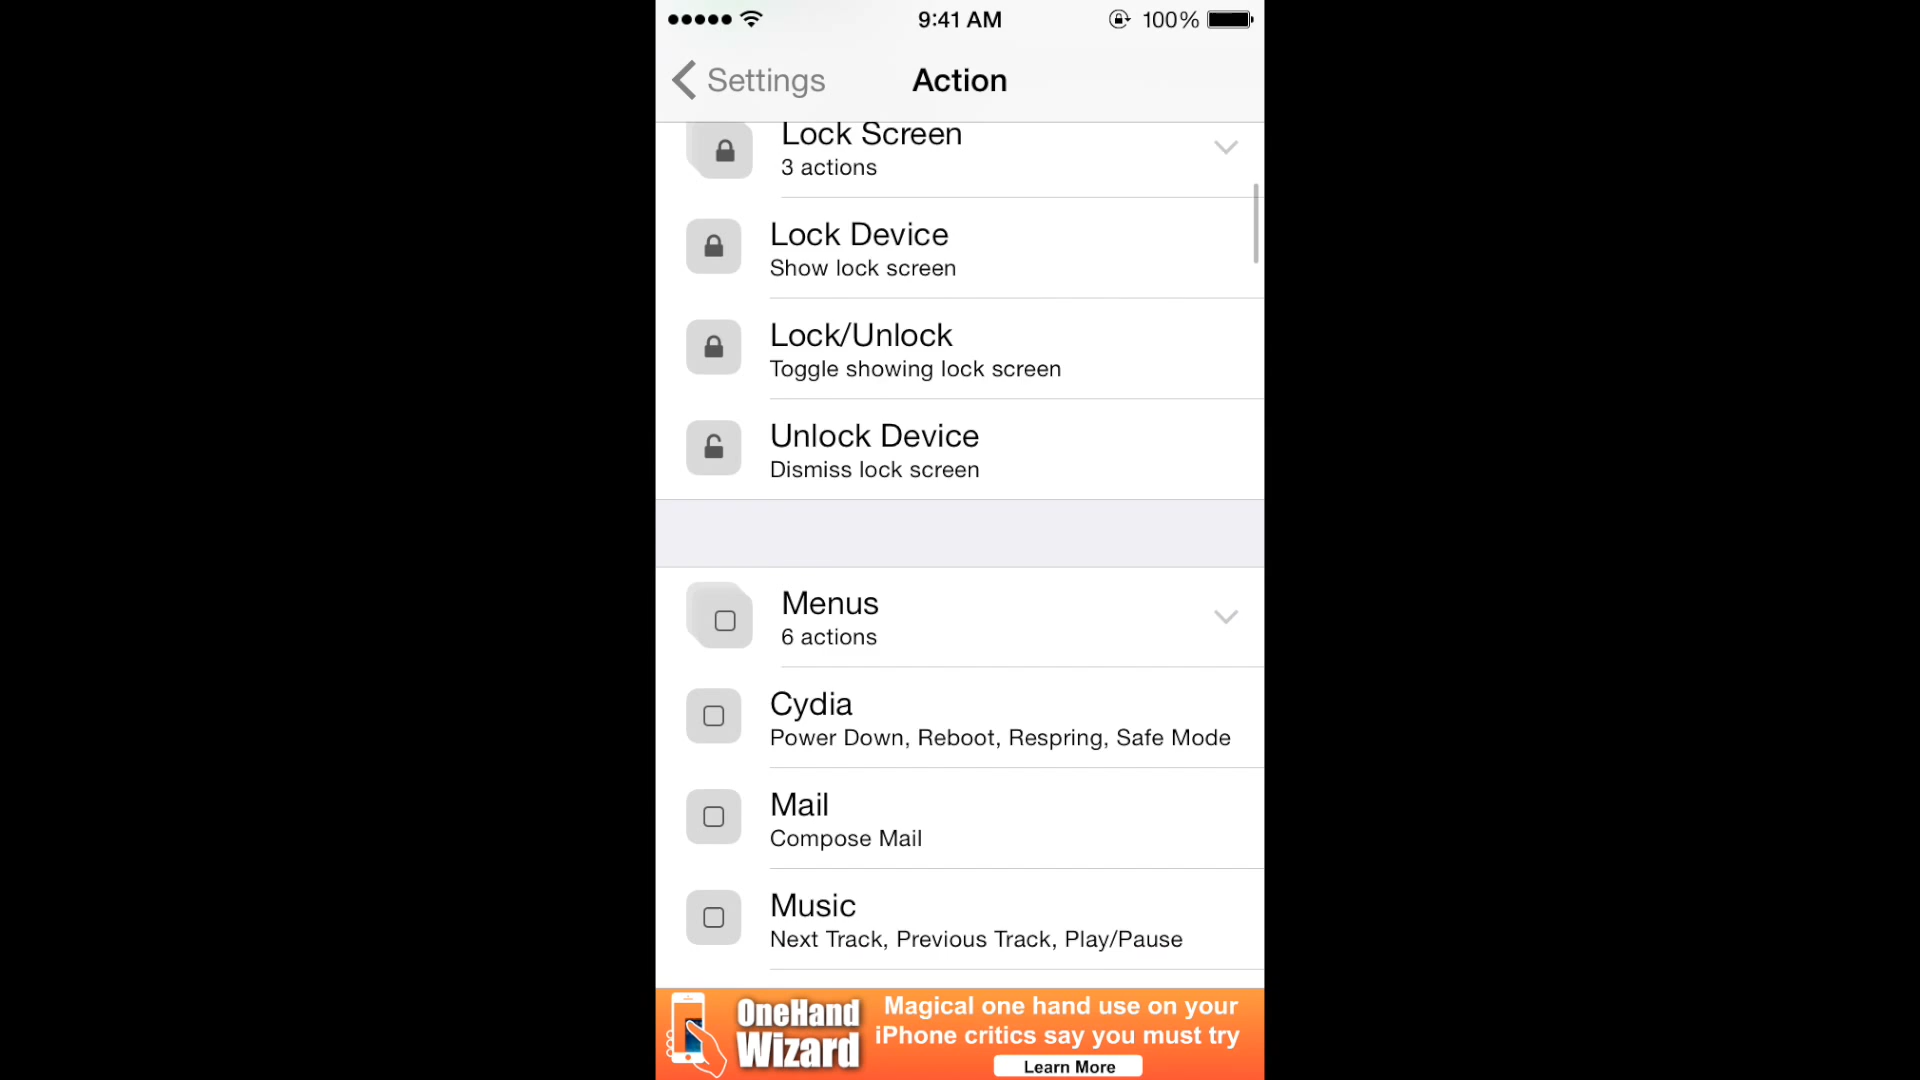 9:41 AM
100%
Settings
Action
Lock Screen
3 actions
Lock Device
Show lock screen
Lock/Unlock
Toggle showing lock screen
Unlock Device
Dismiss lock screen
Menus
6 actions
Cydia
Power Down, Reboot, Respring, Safe Mode
Mail
Compose Mail
Music
Next Track, Previous Track, Play/Pause
OneHand
Wizard
Magical one hand use on your
iPhone critics say you must try
Learn More